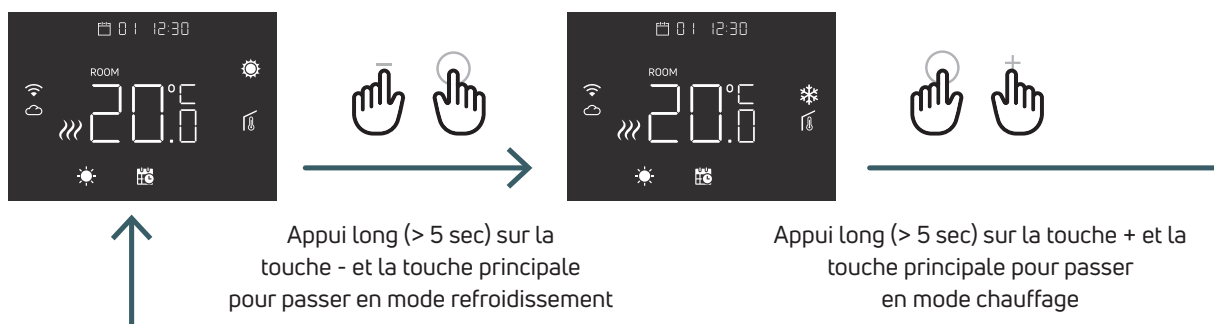 01 12:30
ROOM
20.0°C
01 12:30
ROOM
20.0°C
- 
+
Appui long (> 5 sec) sur la
touche - et la touche principale
pour passer en mode refroidissement
Appui long (> 5 sec) sur la touche + et la
touche principale pour passer
en mode chauffage